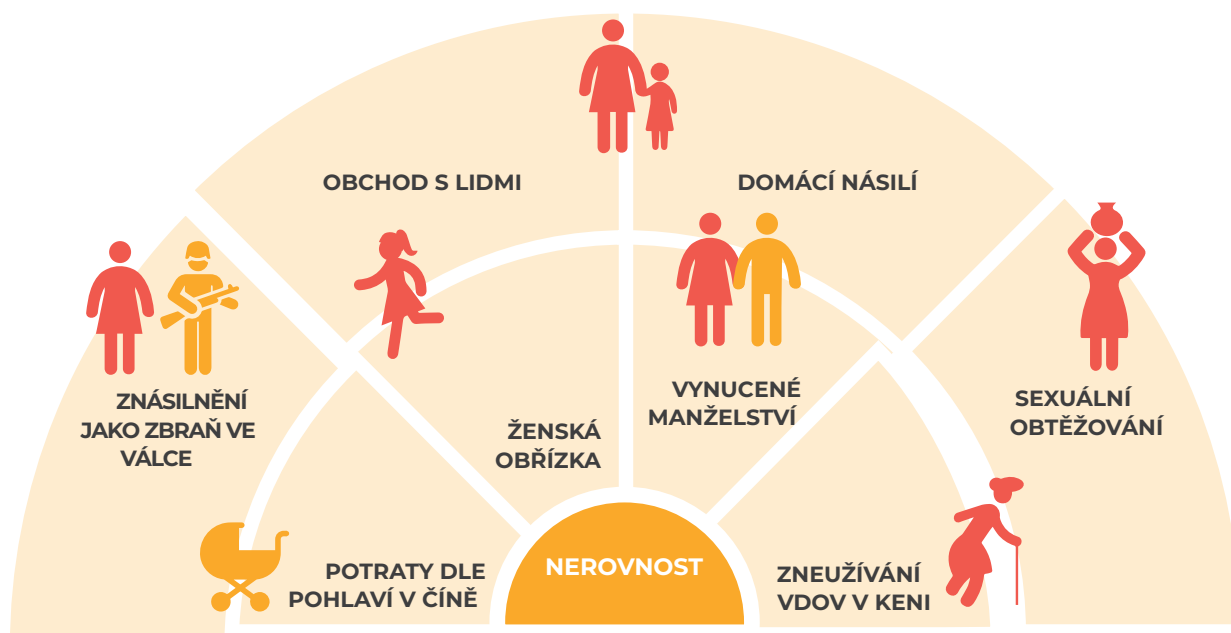 OBCHOD S LIDMI
DOMÁCÍ NÁSILÍ
ZNÁSILNĚNÍ
JAKO ZBRAŇ VE
VÁLCE
ŽENSKÁ
OBŘÍZKA
VYNUCENÉ
MANŽELSTVÍ
SEXUÁLNÍ
OBTĚŽOVÁNÍ
POTRATY DLE
POHLAVÍ V ČÍNĚ
NEROVNOST
ZNEUŽÍVÁNÍ
VDOV V KENI